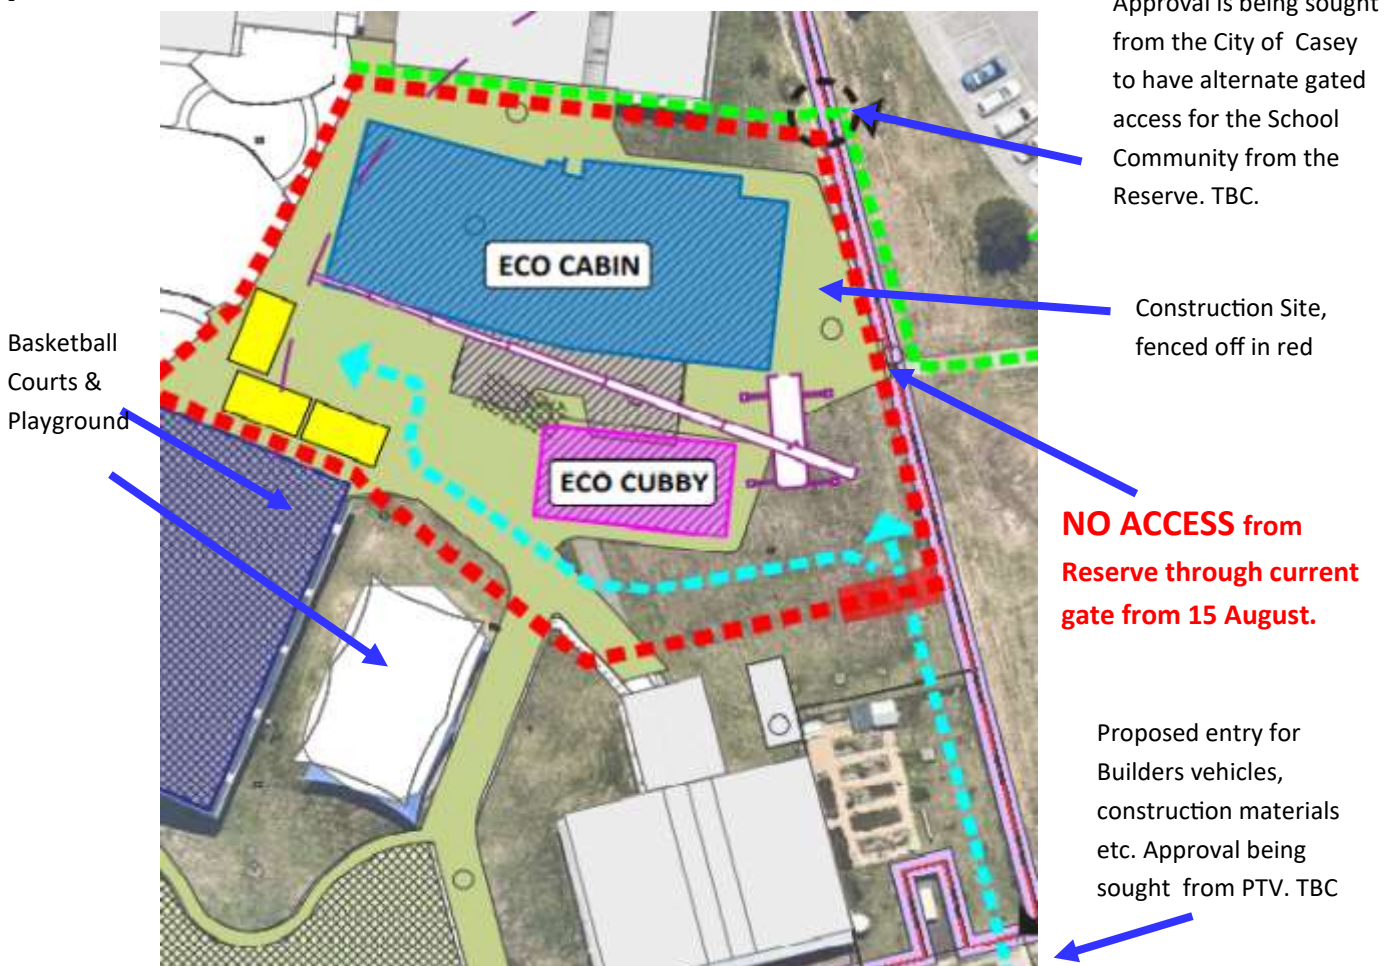 Approval is being sought
from the City of Casey
to have alternate gated
access for the School
Community from the
Reserve. TBC.
ECO CABIN
Construction Site,
fenced off in red
Basketball
Courts &
Playground
ECO CUBBY
NO ACCESS from
Reserve through current
gate from 15 August.
Proposed entry for
Builders vehicles,
construction materials
etc. Approval being
sought from PTV. TBC